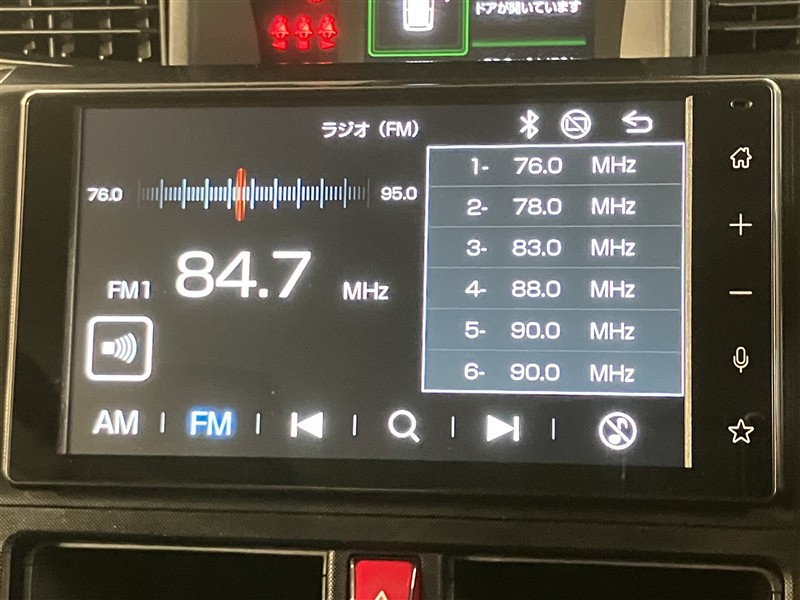 ドアが開いています
ラジオ（FM）
76.0
95.0
FM1 84.7 MHz
1- 76.0 MHz
2- 78.0 MHz
3- 83.0 MHz
4- 88.0 MHz
5- 90.0 MHz
6- 90.0 MHz
AM FM